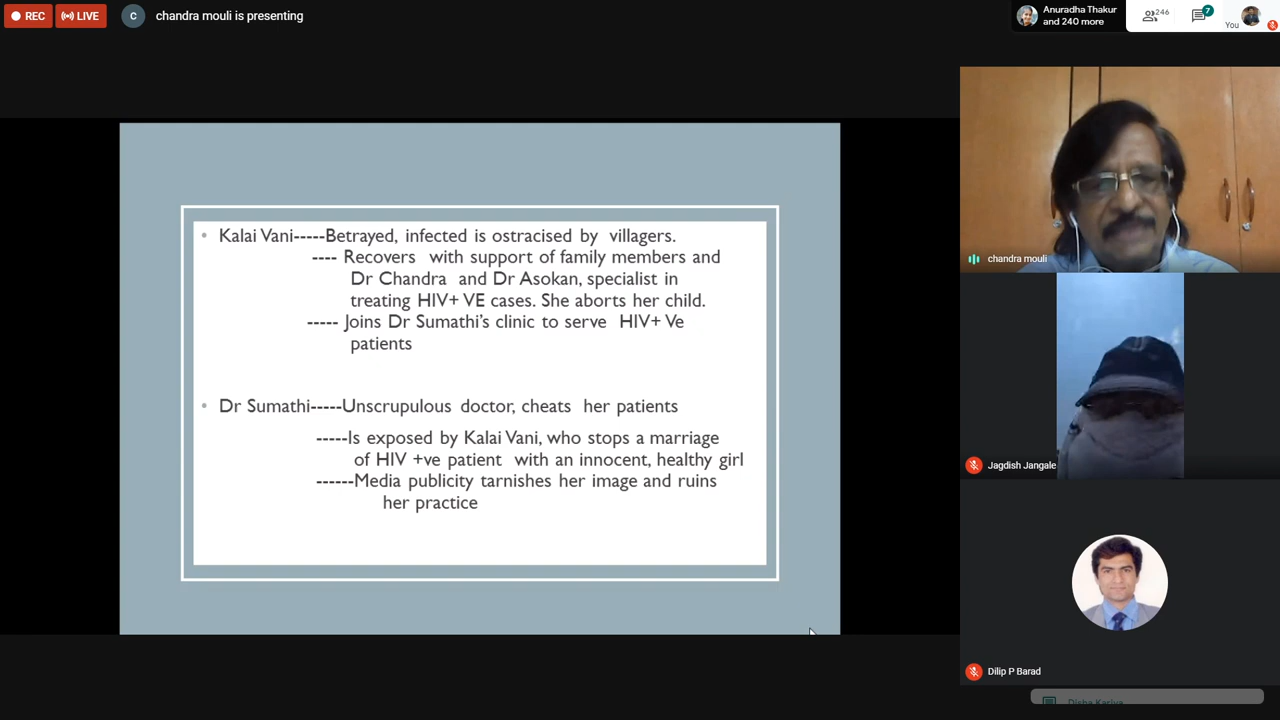 REC
LIVE
C
chandra mouli is presenting
Anuradha Thakur
and 240 more
246
7
You
• Kalai Vani-----Betrayed, infected is ostracised by villagers.
---- Recovers with support of family members and
Dr Chandra and Dr Asokan, specialist in
treating HIV+ VE cases. She aborts her child.
----- Joins Dr Sumathi's clinic to serve HIV+ Ve
patients
• Dr Sumathi-----Unscrupulous doctor, cheats her patients
-----Is exposed by Kalai Vani, who stops a marriage
of HIV +ve patient with an innocent, healthy girl
------Media publicity tarnishes her image and ruins
her practice
chandra mouli
Jagdish Jangale
Dilip P Barad